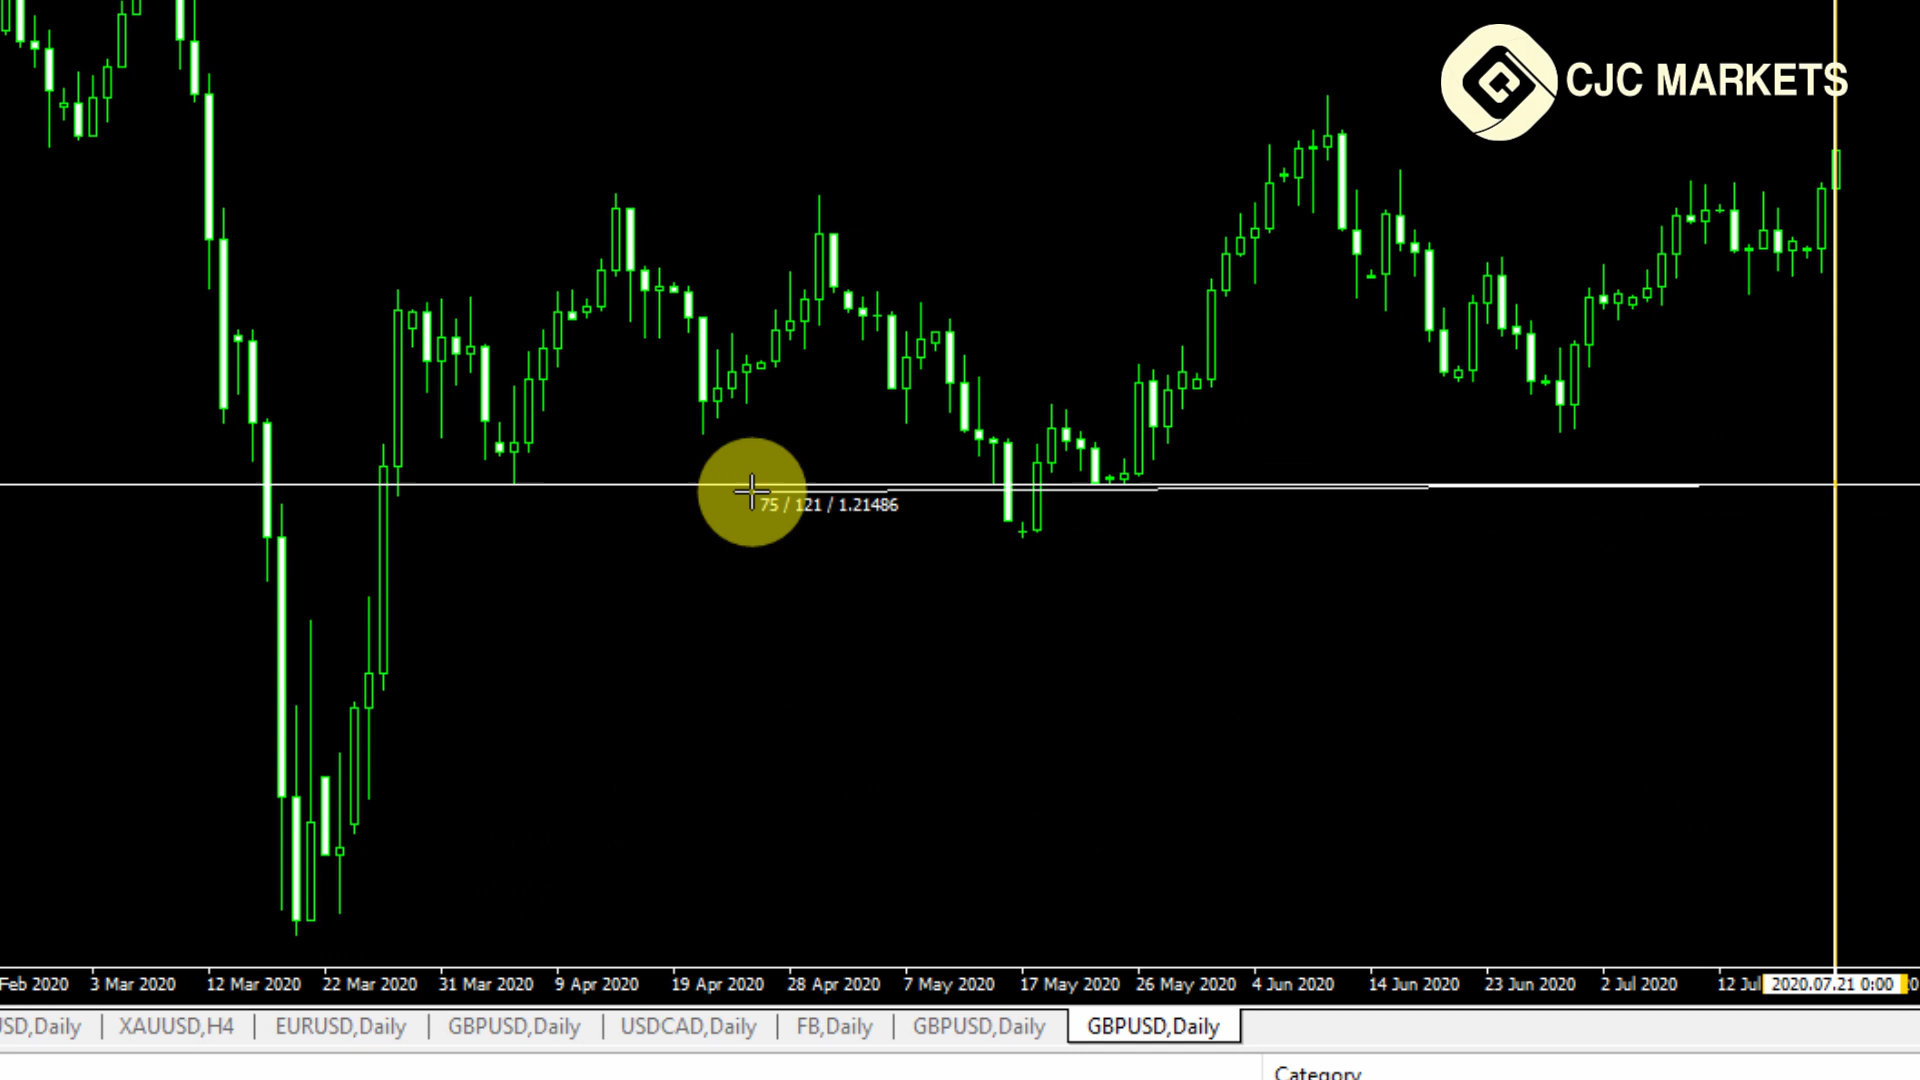 CJC MARKETS
75 / 121 / 1.21486
Feb 2020 3 Mar 2020 12 Mar 2020 22 Mar 2020 31 Mar 2020 9 Apr 2020 19 Apr 2020 28 Apr 2020 7 May 2020 17 May 2020 26 May 2020 4 Jun 2020 14 Jun 2020 23 Jun 2020 2 Jul 2020 12 Jul 2020.07.21 0:00
SD,Daily XAUUSD,H4 EURUSD,Daily GBPUSD,Daily USDCAD,Daily FB,Daily GBPUSD,Daily GBPUSD,Daily
Category